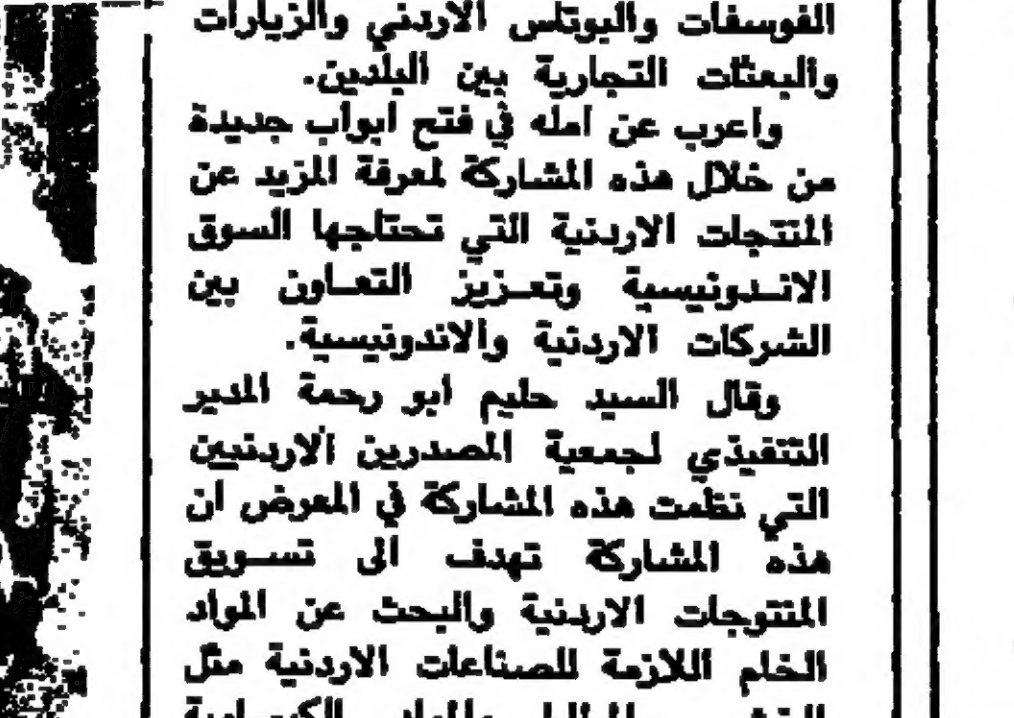 الفوسفات والبوتاس الاردني والزيارات
والبعثات التجارية بين البلدين.
واعرب عن امله في فتح ابواب جديدة
من خلال هذه المشاركة لمعرفة المزيد عن
المنتجات الاردنية التي تحتاجها السوق
الاندونيسية وتعزيز التعاون بين
الشركات الاردنية والاندونيسية.
وقال السيد حليم ابو رحمة المدير
التنفيذي لجمعية المصدرين الاردنيين
التي نظمت هذه المشاركة في المعرض ان
هذه المشاركة تهدف الى تسويق
المنتوجات الاردنية والبحث عن المواد
الخام اللازمة للصناعات الاردنية مثل
والمواد الكيماوية